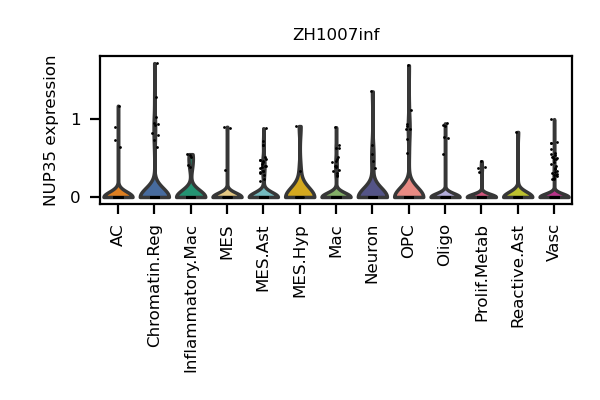 ZH1007inf
NUP35 expression
1
0
AC
Chromatin.Reg
Inflammatory.Mac
MES
MES.Ast
MES.Hyp
Mac
Neuron
OPC
Oligo
Prolif.Metab
Reactive.Ast
Vasc